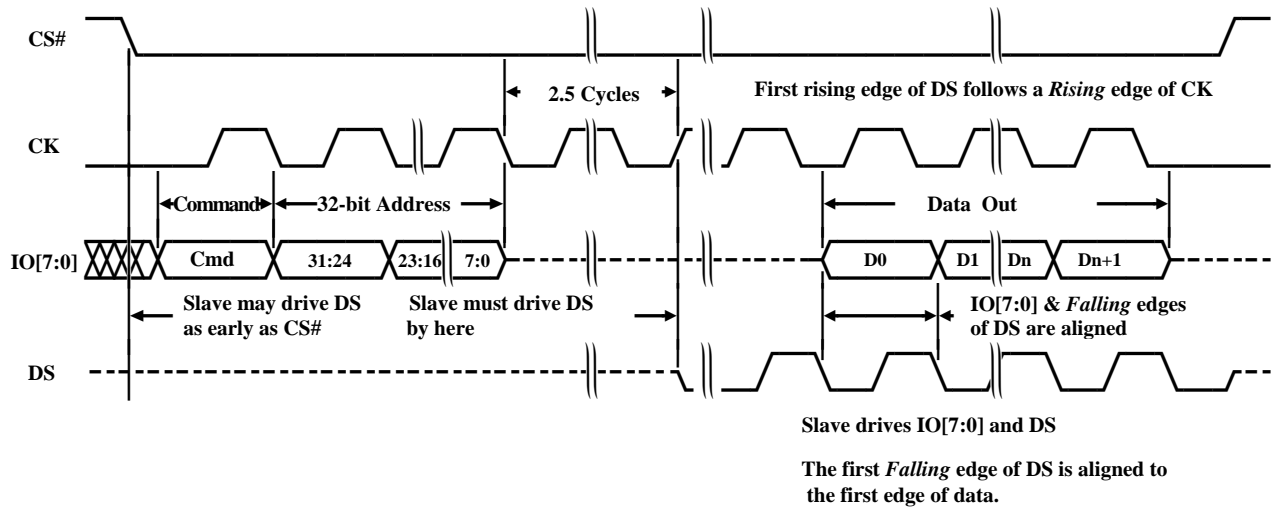 CS#
2.5 Cycles
First rising edge of DS follows a Rising edge of CK
CK
Command
32-bit Address
Data Out
IO[7:0]
Cmd
31:24
23:16
7:0
D0
D1
Dn
Dn+1
Slave may drive DS
as early as CS#
Slave must drive DS
by here
IO[7:0] & Falling edges
of DS are aligned
DS
Slave drives IO[7:0] and DS
The first Falling edge of DS is aligned to
the first edge of data.